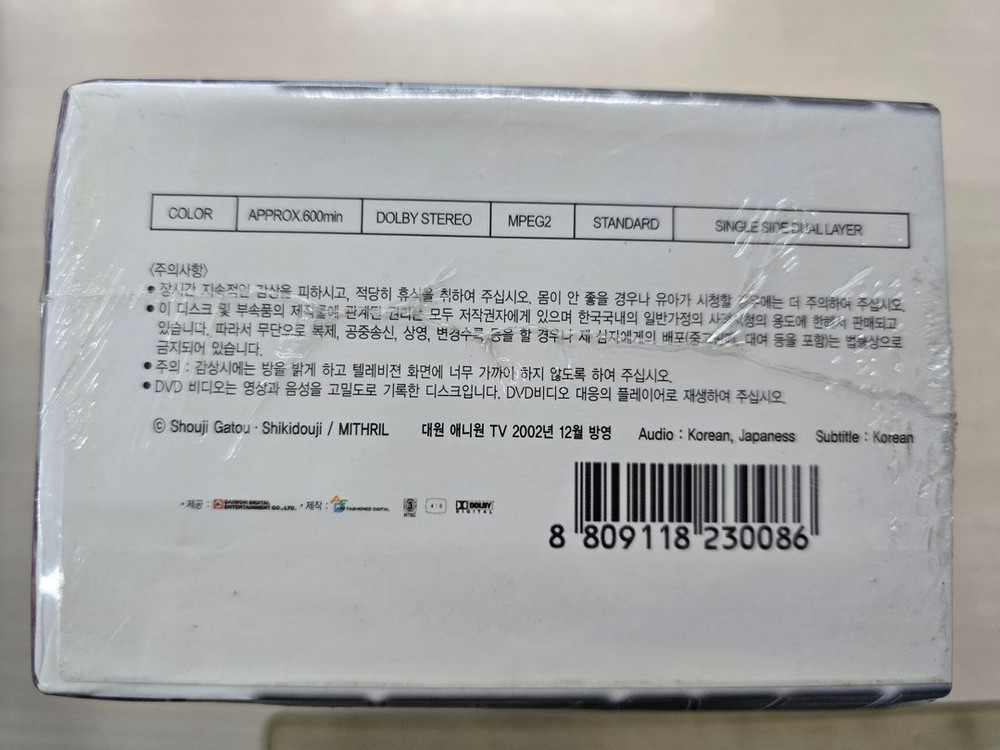 COLOR APPROX.600min DOLBY STEREO MPEG2 STANDARD SINGLE SIDE DUAL LAYER
〈주의사항〉
● 장시간 지속적인 감상을 피하시고, 적당히 휴식을 취하여 주십시오. 몸이 안 좋을 경우나 유아가 시청할 경우에는 더 주의하여 주십시오.
● 이 디스크 및 부속품의 제작물에 관계된 권리는 모두 저작권자에게 있으며 한국국내의 일반가정의 사적시청의 용도에 한해서 판매되고
있습니다. 따라서 무단으로 복제, 공중송신, 상영, 변경수록 등을 할 경우나 제 삼자에게의 배포(중고판매, 대여 등을 포함)는 법률상으로
금지되어 있습니다.
● 주의 : 감상시에는 방을 밝게 하고 텔레비젼 화면에 너무 가까이 하지 않도록 하여 주십시오.
● DVD 비디오는 영상과 음성을 고밀도로 기록한 디스크입니다. DVD비디오 대응의 플레이어로 재생하여 주십시오.
ⓒ Shouji Gatou · Shikidouji / MITHRIL 대원 애니원 TV 2002년 12월 방영 Audio : Korean, Japaness Subtitle : Korean
• 제공 : DAIWON DIGITAL ENTERTAINMENT CO., LTD. • 제작 : FASHIONED DIGITAL 3 NTSC 4:3 DOLBY DIGITAL
8 809118 230086